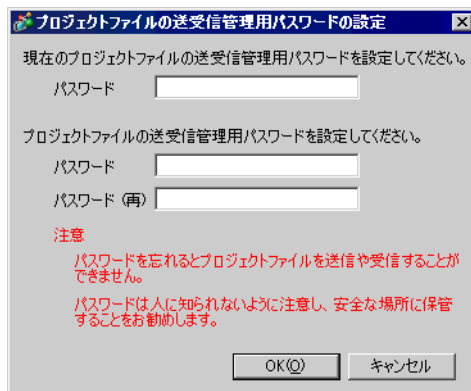 プロジェクトファイルの送受信管理用パスワードの設定
現在のプロジェクトファイルの送受信管理用パスワードを設定してください。
パスワード
プロジェクトファイルの送受信管理用パスワードを設定してください。
パスワード
パスワード (再)
注意
パスワードを忘れるとプロジェクトファイルを送信や受信することが
できません。
パスワードは人に知られないように注意し、安全な場所に保管
することをお勧めします。
OK(O) キャンセル